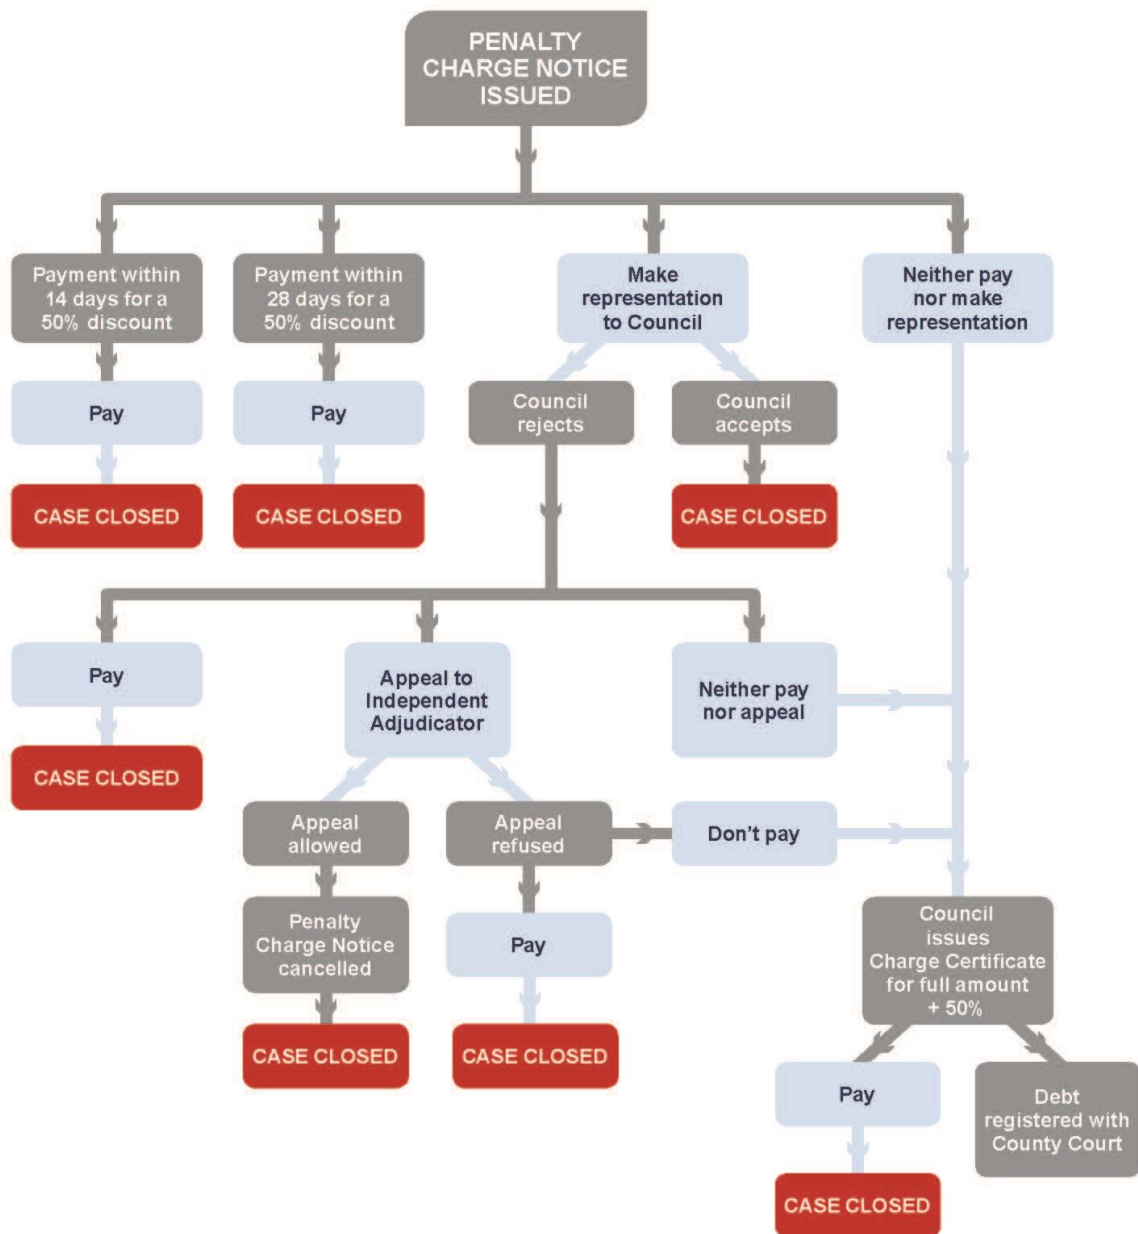 PENALTY
CHARGE NOTICE
ISSUED
Payment within
14 days for a
50% discount
Payment within
28 days for a
50% discount
Make
representation
to Council
Neither pay
nor make
representation
Pay
Pay
Council
rejects
Council
accepts
CASE CLOSED
CASE CLOSED
CASE CLOSED
Pay
Appeal to
Independent
Adjudicator
Neither pay
nor appeal
CASE CLOSED
Appeal
allowed
Appeal
refused
Don't pay
Penalty
Charge Notice
cancelled
Pay
Council
issues
Charge Certificate
for full amount
+ 50%
CASE CLOSED
CASE CLOSED
Pay
Debt
registered with
County Court
CASE CLOSED